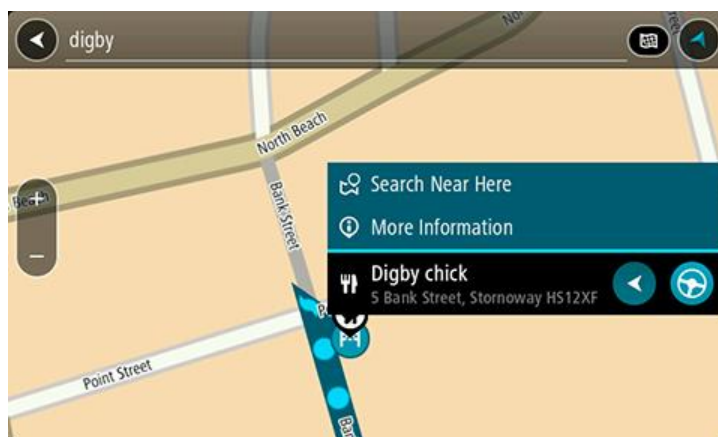 digby
North Beach
Bank Street
Search Near Here
More Information
Digby chick
5 Bank Street, Stornoway HS12XF
Point Street